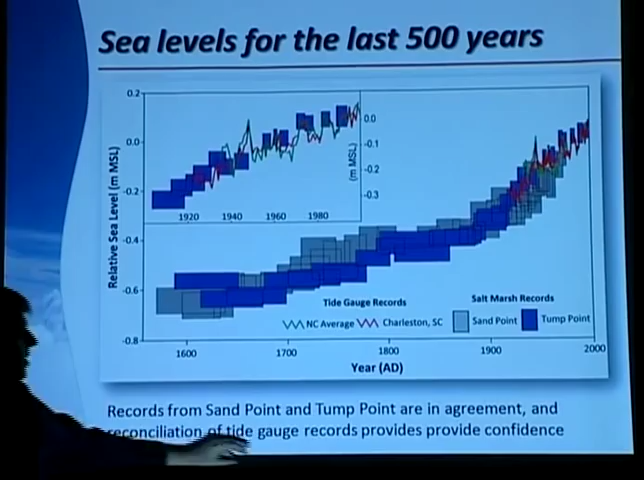 Sea levels for the last 500 years
0.2
0.0
-0.2
-0.4
-0.6
-0.8
Relative Sea Level (m MSL)
0.0
-0.1
-0.2
-0.3
(m MSL)
1920 1940 1960 1980
Tide Gauge Records
NC Average Charleston, SC
Salt Marsh Records
Sand Point Tump Point
1600 1700 1800 1900 2000
Year (AD)
Records from Sand Point and Tump Point are in agreement, and
reconciliation of tide gauge records provides provide confidence